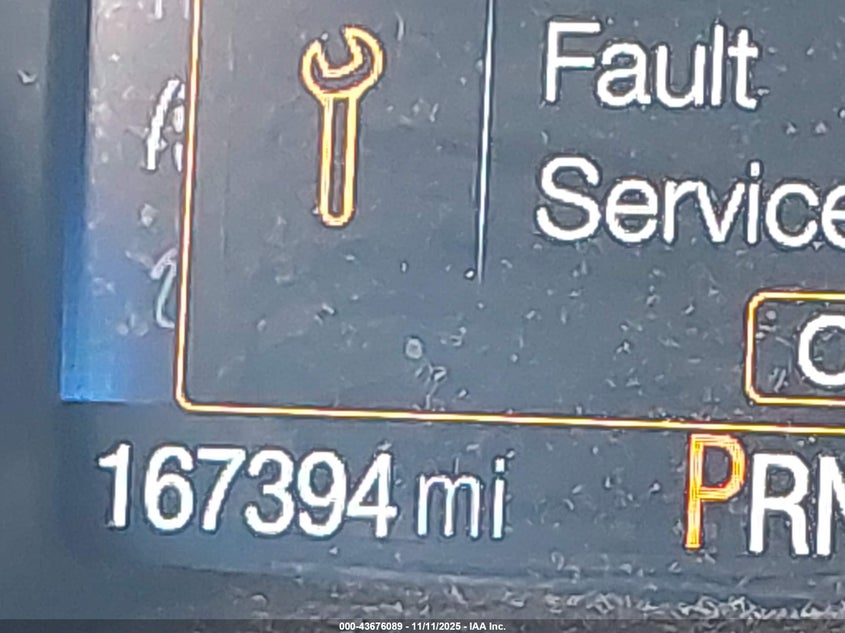 Fault
Service
167394 mi
PRN
000-43676089 - 11/11/2025 - IAA Inc.